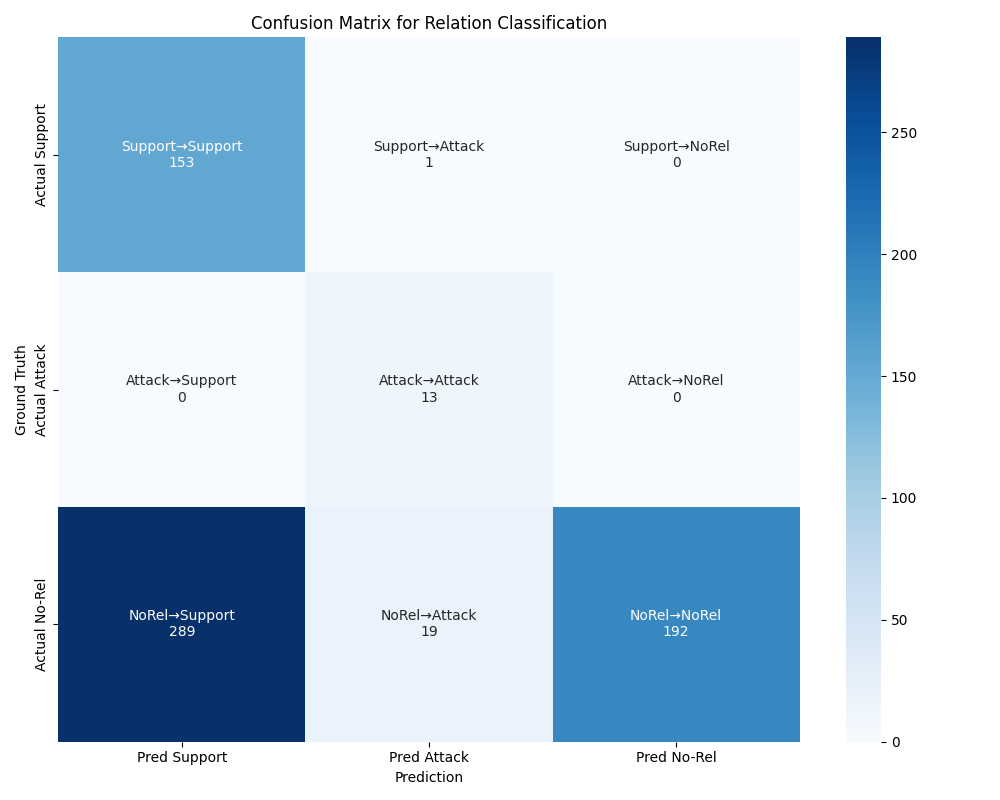 Confusion Matrix for Relation Classification
Ground Truth
Actual Support
Support→Support
153
Support→Attack
1
Support→NoRel
0
Actual Attack
Attack→Support
0
Attack→Attack
13
Attack→NoRel
0
Actual No-Rel
NoRel→Support
289
NoRel→Attack
19
NoRel→NoRel
192
Pred Support
Pred Attack
Pred No-Rel
Prediction
250
200
150
100
50
0